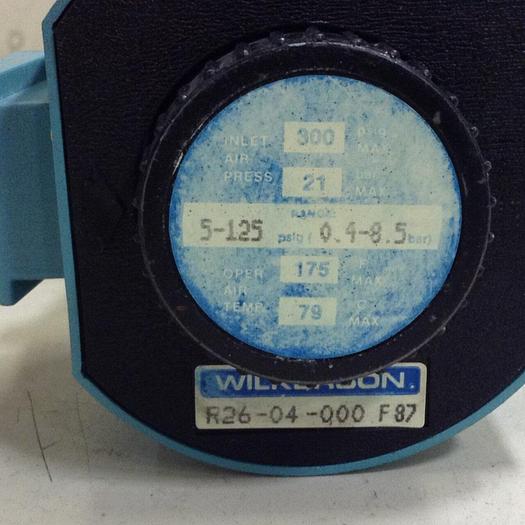 INLET 300 psig
AIR MAX
PRESS 21 bar MAX
RANGE
5-125 psig ( 0.4-8.5 bar)
OPER 175 F
AIR MAX
TEMP 79 C
MAX
WILKERSON
R26-04-000 F87